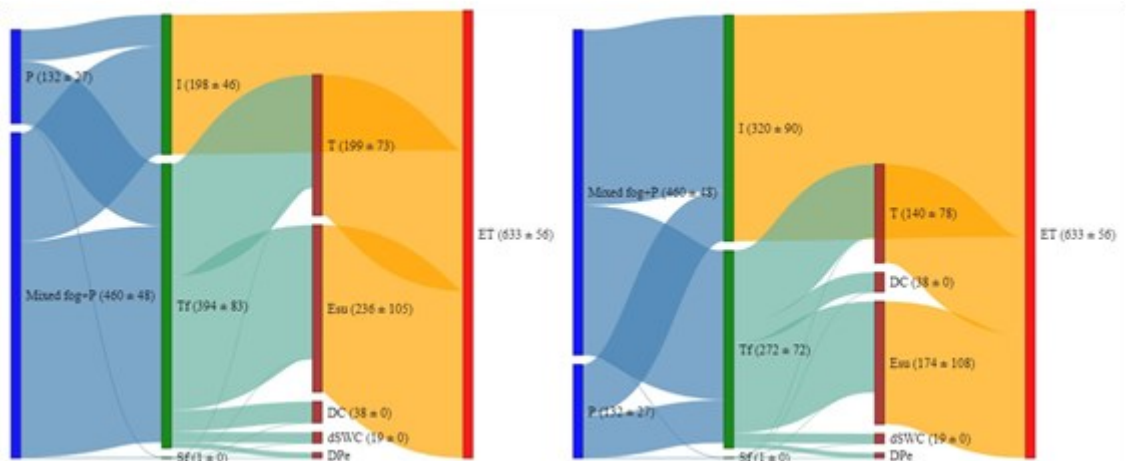 P (132 ± 27)
I (198 ± 46)
T (199 ± 73)
ET (633 ± 56)
Mixed fog+P (460 ± 48)
Tf (394 ± 83)
Esu (236 ± 105)
DC (38 ± 0)
dSWC (19 ± 0)
Sf (1 ± 0)
DPe
I (320 ± 90)
Mixed fog+P (460 ± 48)
T (140 ± 78)
ET (633 ± 56)
DC (38 ± 0)
Tf (272 ± 72)
Esu (174 ± 108)
P (132 ± 27)
dSWC (19 ± 0)
Sf (1 ± 0)
DPe